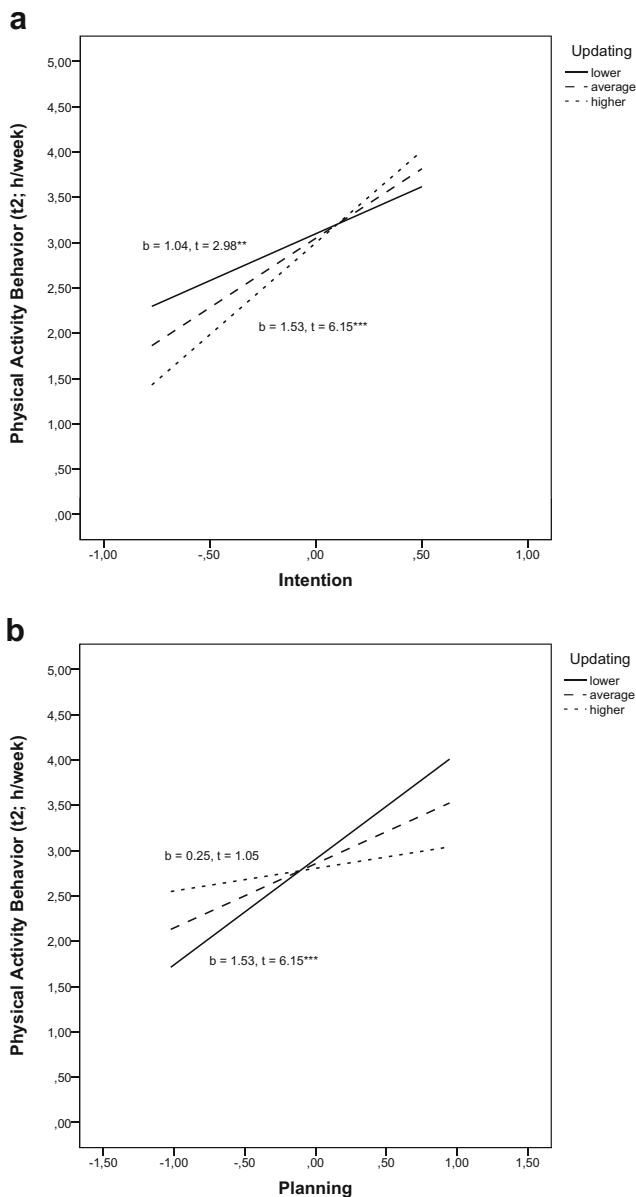 a
Updating
lower
average
higher
5,00
4,50
4,00
3,50
3,00
2,50
2,00
1,50
1,00
,50
,00
Physical Activity Behavior (t2; h/week)
b = 1.04, t = 2.98**
b = 1.53, t = 6.15***
-1,00
-,50
,00
,50
1,00
Intention
b
Updating
lower
average
higher
5,00
4,50
4,00
3,50
3,00
2,50
2,00
1,50
1,00
,50
,00
Physical Activity Behavior (t2; h/week)
b = 0.25, t = 1.05
b = 1.53, t = 6.15***
-1,50
-1,00
-,50
,00
,50
1,00
1,50
Planning